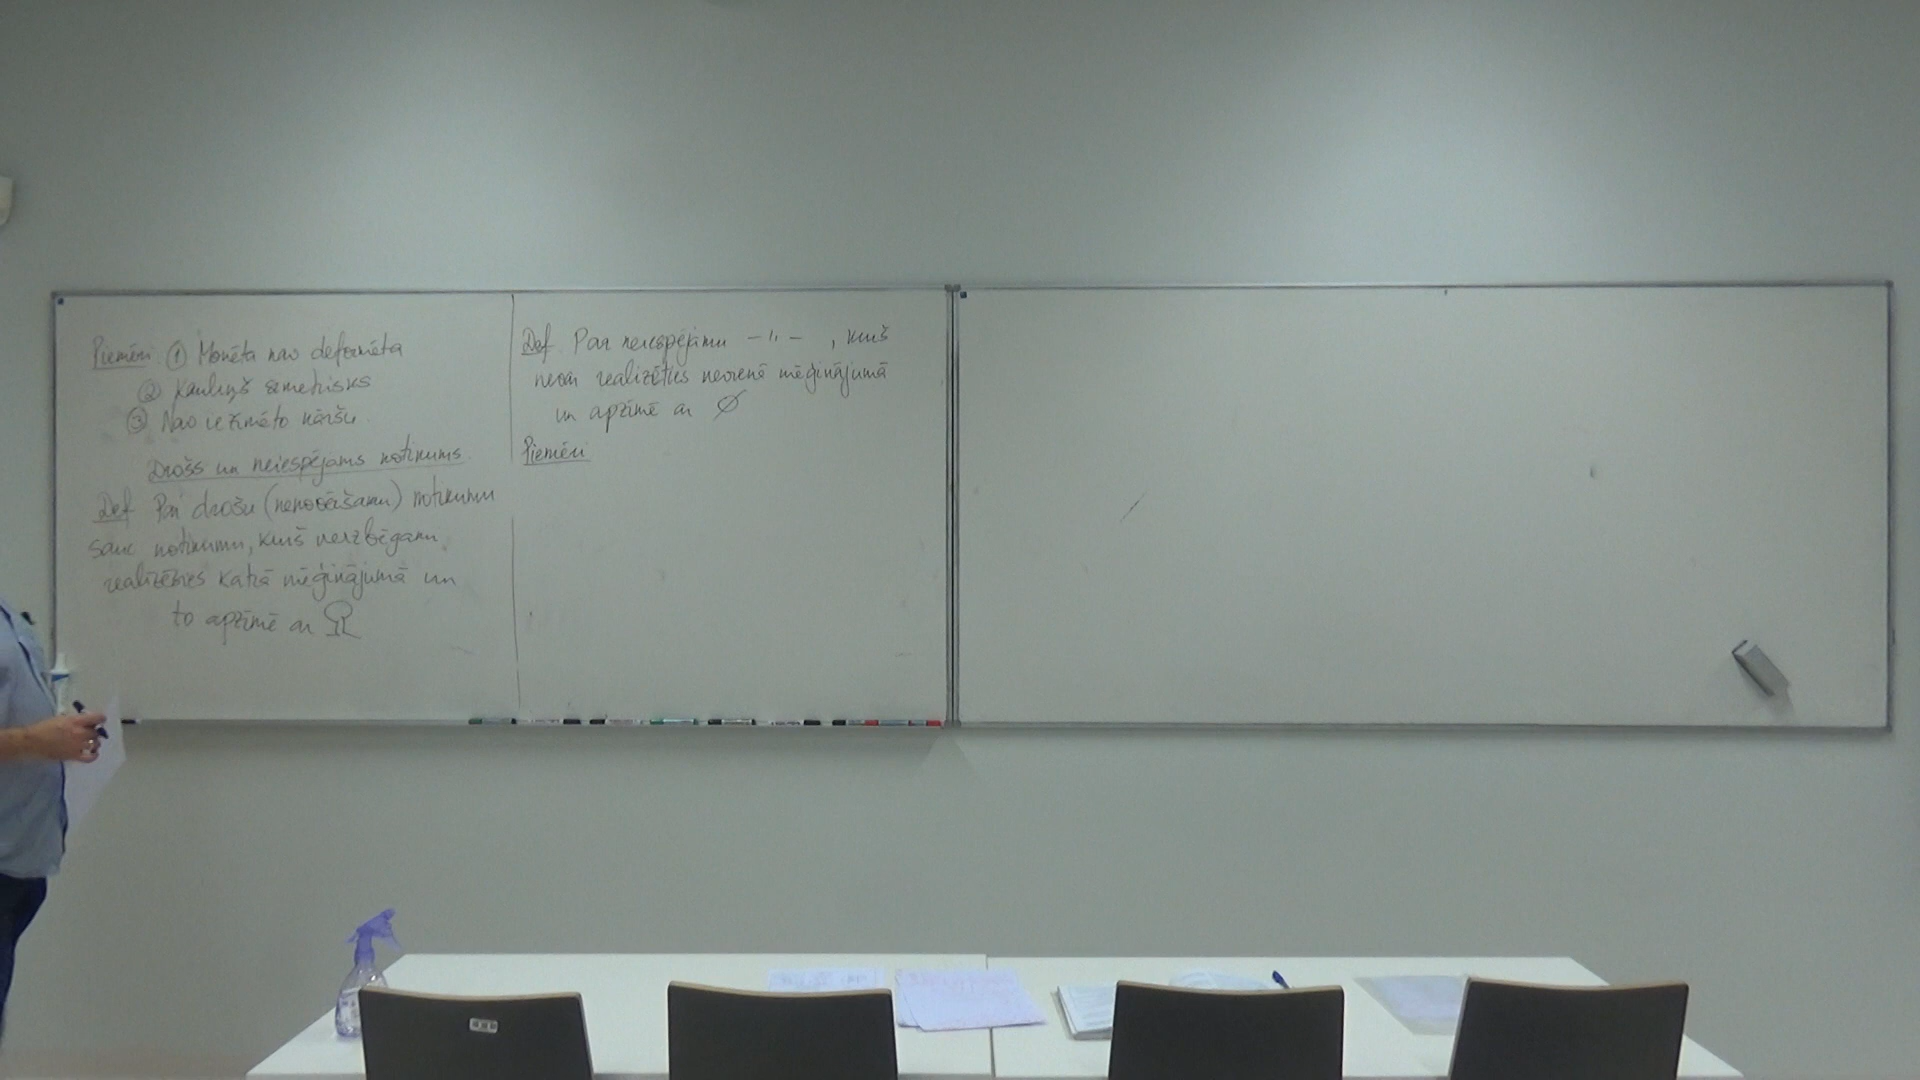 Piemēri ① Monēta nav deformēta
② Kauliņš simetrisks
③ Nav iezīmēto kāršu.
Drošs un neiespējams notikums.
Def Par drošu (nenovēršamu) notikumu
sauc notikumu, kurš neizbēgami
realizēsies katrā mēģinājumā un
to apzīmē ar Ω
Def. Par neiespējamu —"— , kurš
nevar realizēties nevienā mēģinājumā
un apzīmē ar ∅
Piemēri